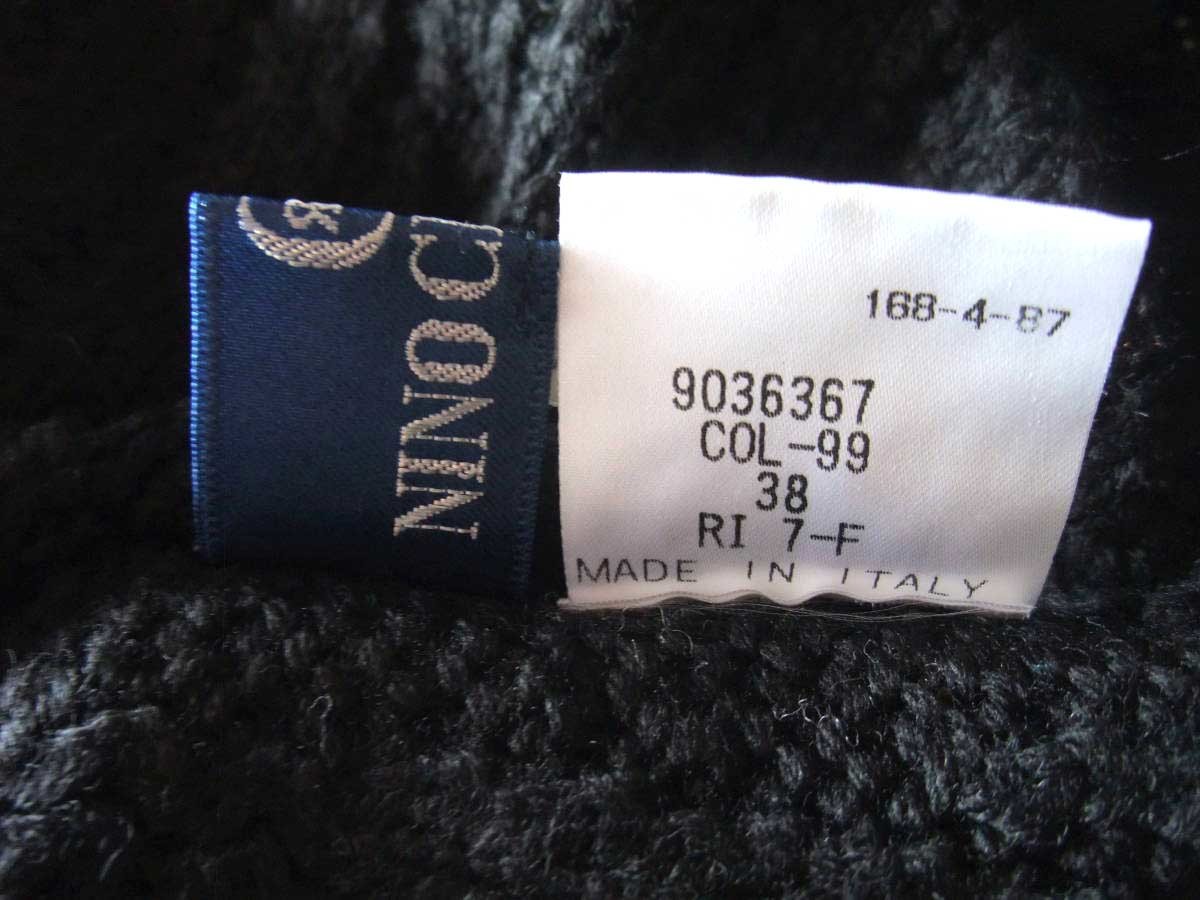 NINO C
168-4-87
9036367
COL-99
38
RI 7-F
MADE IN ITALY